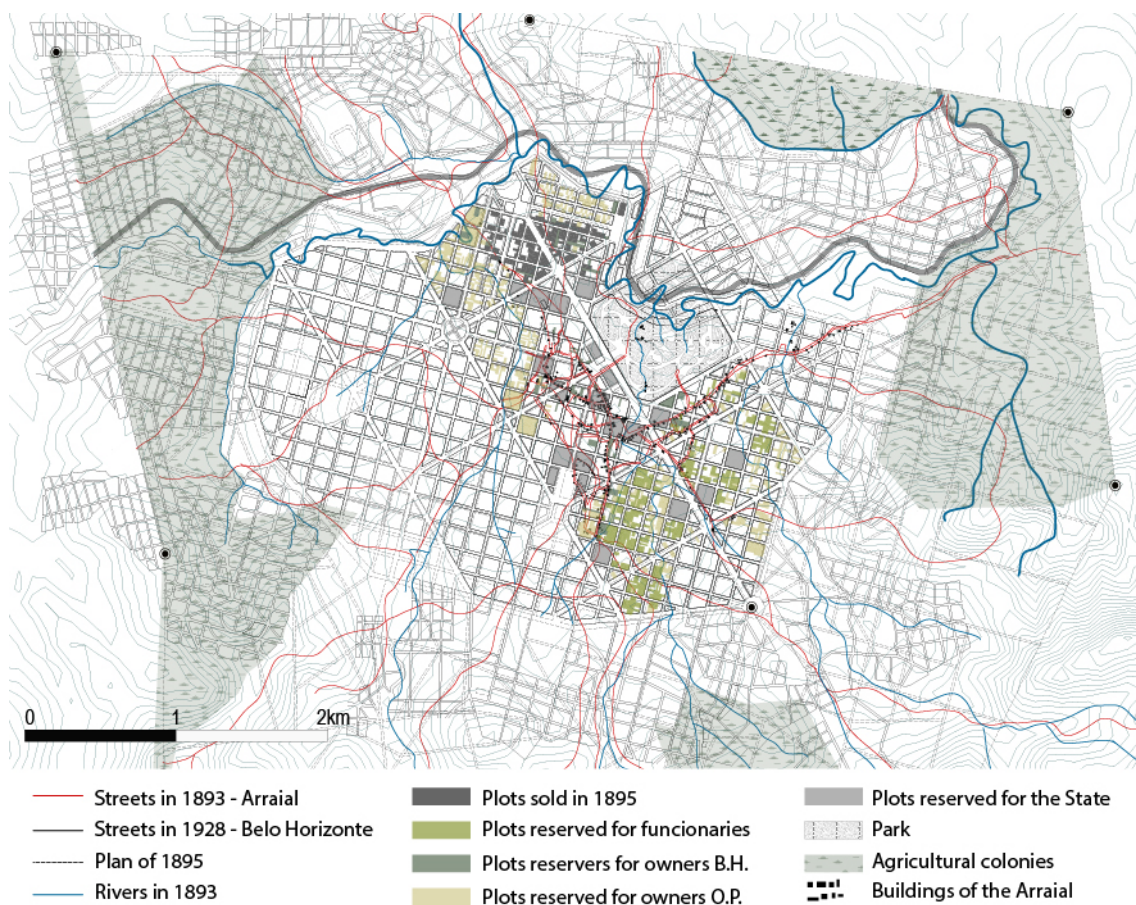 0 1 2km
Streets in 1893 - Arraial
Streets in 1928 - Belo Horizonte
Plan of 1895
Rivers in 1893
Plots sold in 1895
Plots reserved for funcionaries
Plots reservers for owners B.H.
Plots reserved for owners O.P.
Plots reserved for the State
Park
Agricultural colonies
Buildings of the Arraial